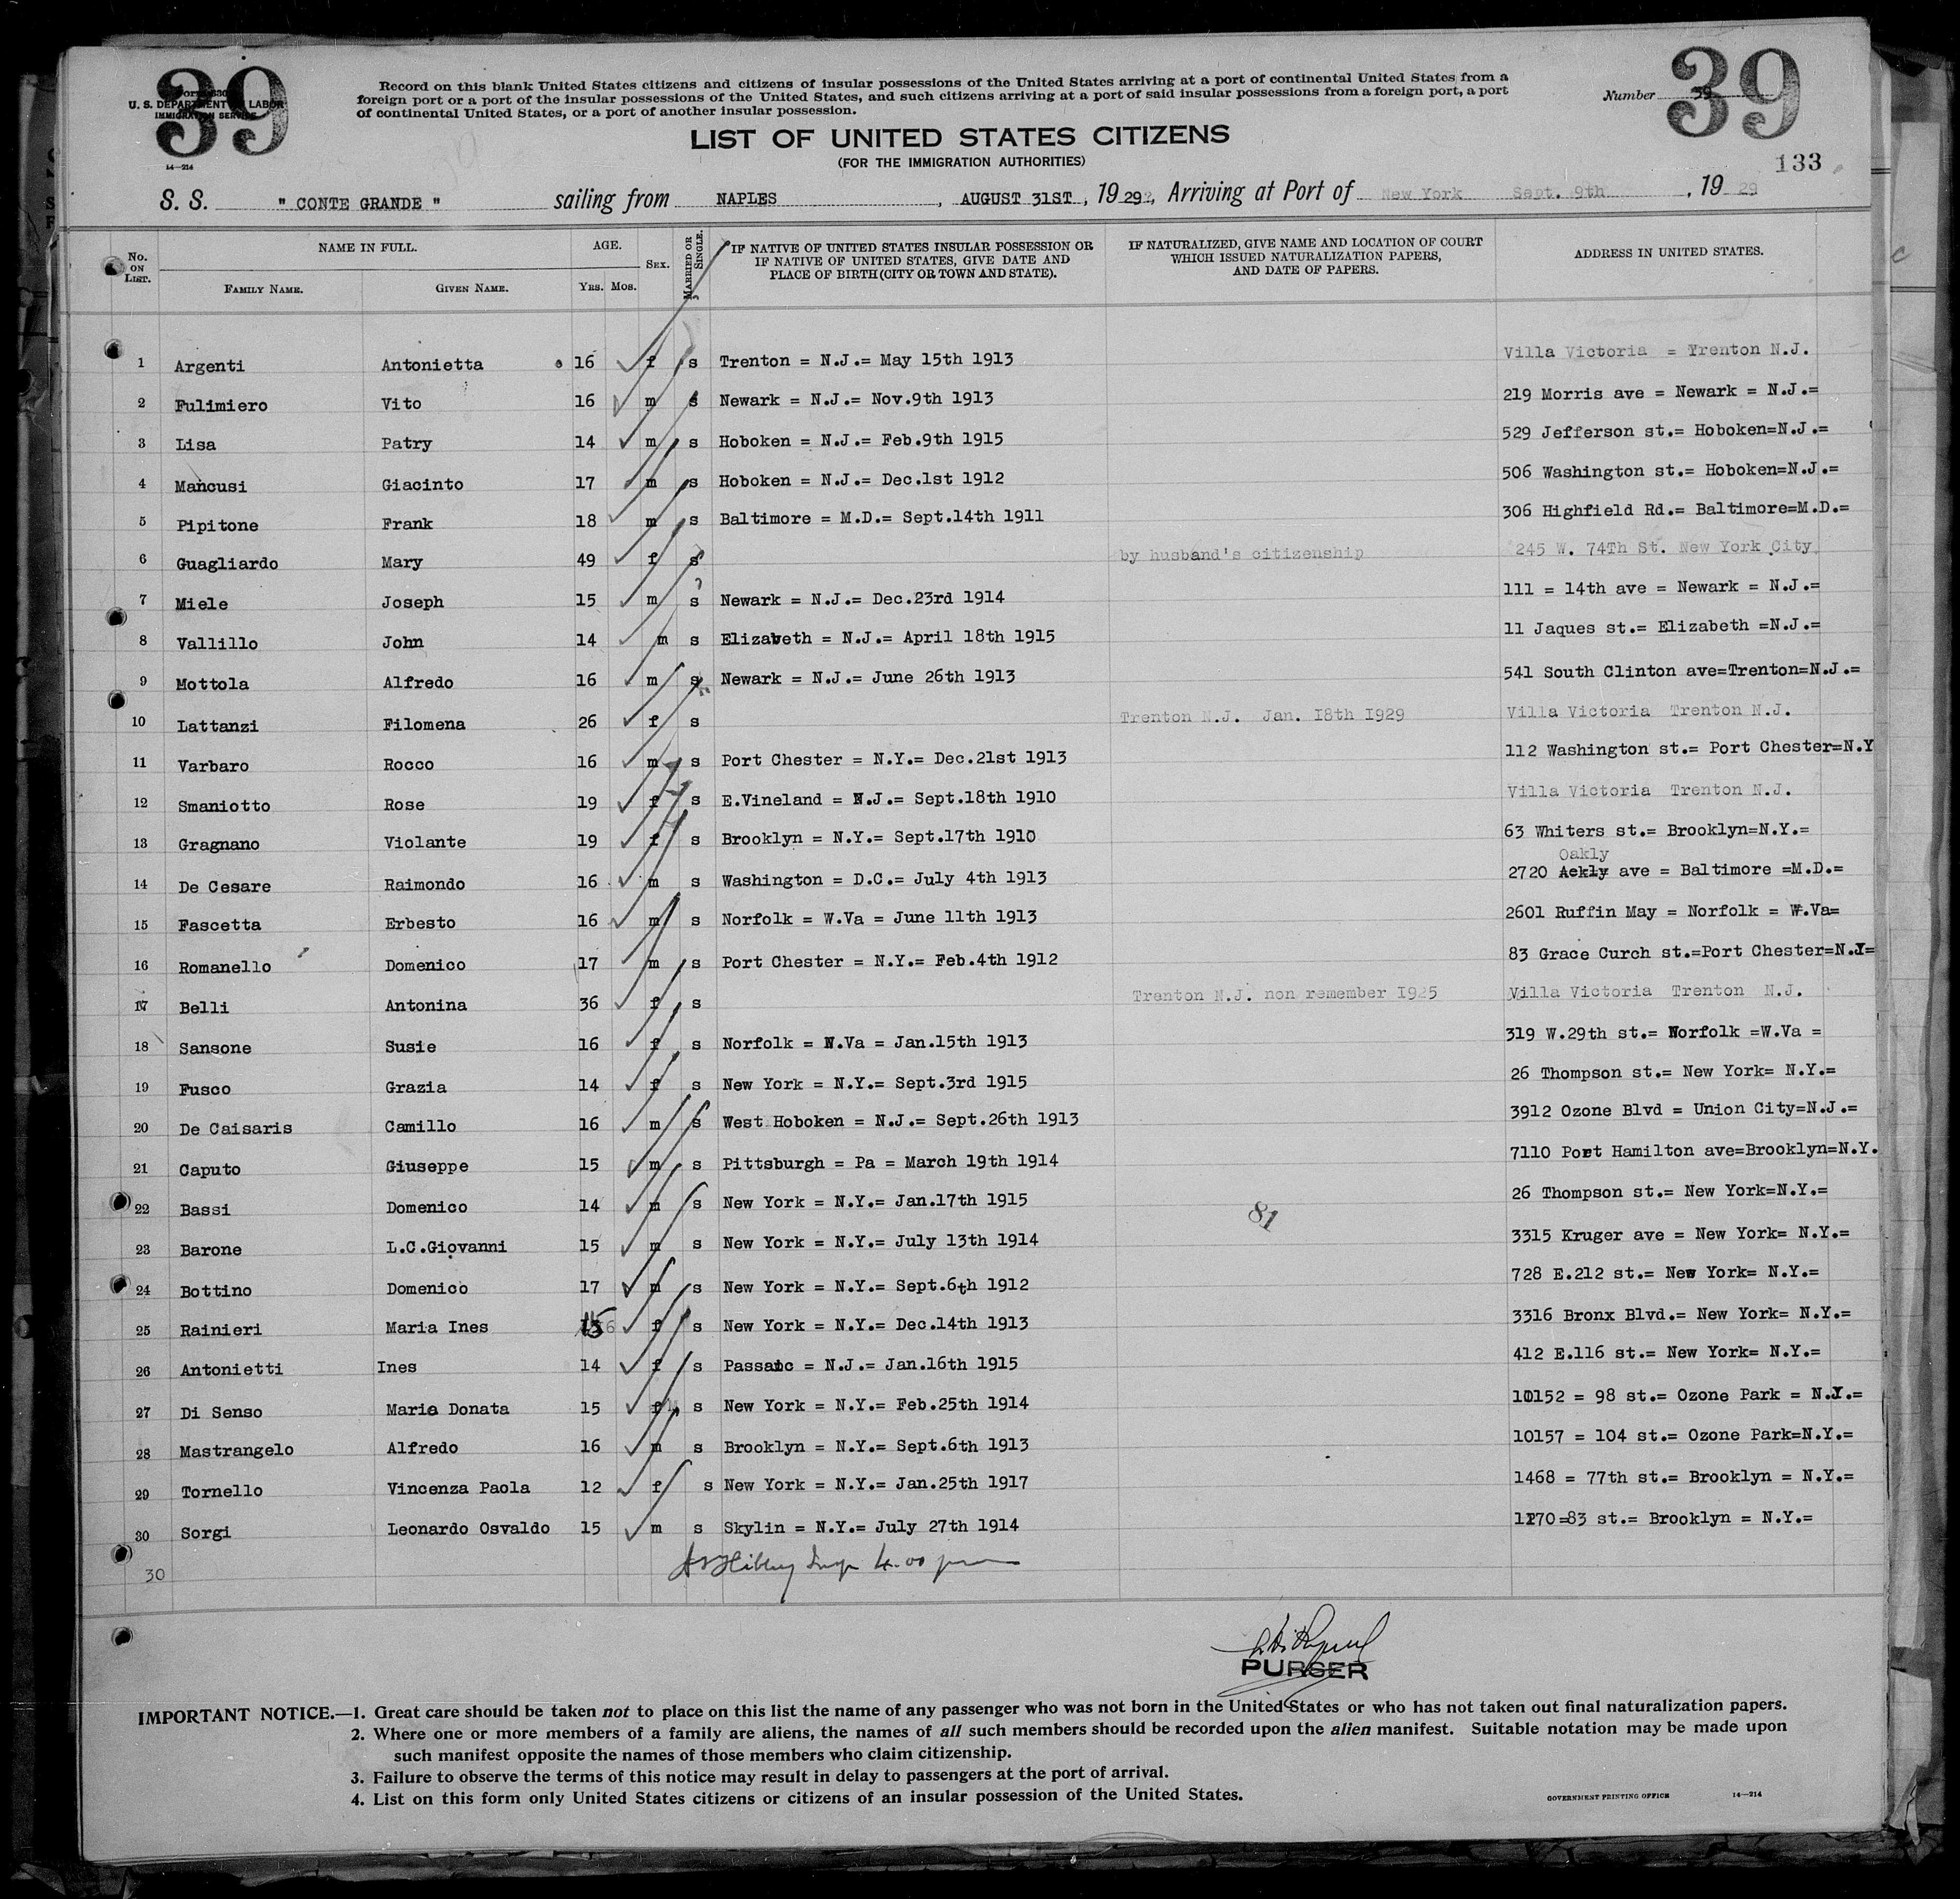 39
Form 630
U. S. DEPARTMENT OF LABOR
IMMIGRATION SERVICE
14—214
Record on this blank United States citizens and citizens of insular possessions of the United States arriving at a port of continental United States from a
foreign port or a port of the insular possessions of the United States, and such citizens arriving at a port of said insular possessions from a foreign port, a port
of continental United States, or a port of another insular possession.
Number 39
39
LIST OF UNITED STATES CITIZENS
(FOR THE IMMIGRATION AUTHORITIES)
133
S. S. " CONTE GRANDE " sailing from NAPLES , AUGUST 31ST , 19 29, Arriving at Port of New York Sept. 9th , 19 29
No. ON LIST. NAME IN FULL. FAMILY NAME. GIVEN NAME. AGE. YRS. MOS. SEX. MARRIED OR SINGLE. IF NATIVE OF UNITED STATES INSULAR POSSESSION OR IF NATIVE OF UNITED STATES, GIVE DATE AND PLACE OF BIRTH (CITY OR TOWN AND STATE). IF NATURALIZED, GIVE NAME AND LOCATION OF COURT WHICH ISSUED NATURALIZATION PAPERS, AND DATE OF PAPERS. ADDRESS IN UNITED STATES.
1 Argenti Antonietta 16 f s Trenton = N.J.= May 15th 1913 Villa Victoria = Trenton N.J.
2 Fulimiero Vito 16 m s Newark = N.J.= Nov.9th 1913 219 Morris ave = Newark = N.J.=
3 Lisa Patry 14 m s Hoboken = N.J.= Feb.9th 1915 529 Jefferson st.= Hoboken=N.J.=
4 Mancusi Giacinto 17 m s Hoboken = N.J.= Dec.1st 1912 506 Washington st.= Hoboken=N.J.=
5 Pipitone Frank 18 m s Baltimore = M.D.= Sept.14th 1911 306 Highfield Rd.= Baltimore=M.D.=
6 Guagliardo Mary 49 f s by husband's citizenship 245 W. 74Th St. New York City
7 Miele Joseph 15 m s Newark = N.J.= Dec.23rd 1914 111 = 14th ave = Newark = N.J.=
8 Vallillo John 14 m s Elizabeth = N.J.= April 18th 1915 11 Jaques st.= Elizabeth =N.J.=
9 Mottola Alfredo 16 m s Newark = N.J.= June 26th 1913 541 South Clinton ave=Trenton=N.J.=
10 Lattanzi Filomena 26 f s Trenton N.J. Jan. I8th I929 Villa Victoria Trenton N.J.
11 Varbaro Rocco 16 m s Port Chester = N.Y.= Dec.21st 1913 112 Washington st.= Port Chester=N.Y
12 Smaniotto Rose 19 f s E.Vineland = N.J.= Sept.18th 1910 Villa Victoria Trenton N.J.
13 Gragnano Violante 19 f s Brooklyn = N.Y.= Sept.17th 1910 63 Whiters st.= Brooklyn=N.Y.=
Oakly
14 De Cesare Raimondo 16 m s Washington = D.C.= July 4th 1913 2720 Ackly ave = Baltimore =M.D.=
15 Fascetta Erbesto 16 m s Norfolk = W.Va = June 11th 1913 2601 Ruffin May = Norfolk = W.Va=
16 Romanello Domenico 17 m s Port Chester = N.Y.= Feb.4th 1912 83 Grace Curch st.=Port Chester=N.Y=
17 Belli Antonina 36 f s Trenton N.J. non remember I925 Villa Victoria Trenton N.J.
18 Sansone Susie 16 f s Norfolk = W.Va = Jan.15th 1913 319 W.29th st.= Norfolk =W.Va =
19 Fusco Grazia 14 f s New York = N.Y.= Sept.3rd 1915 26 Thompson st.= New York= N.Y.=
20 De Caisaris Camillo 16 m s West Hoboken = N.J.= Sept.26th 1913 3912 Ozone Blvd = Union City=N.J.=
21 Caputo Giuseppe 15 m s Pittsburgh = Pa = March 19th 1914 7110 Port Hamilton ave=Brooklyn=N.Y.
22 Bassi Domenico 14 m s New York = N.Y.= Jan.17th 1915 26 Thompson st.= New York=N.Y.=
81
23 Barone L.C.Giovanni 15 m s New York = N.Y.= July 13th 1914 3315 Kruger ave = New York= N.Y.=
24 Bottino Domenico 17 m s New York = N.Y.= Sept.6th 1912 728 E.212 st.= New York= N.Y.=
25 Rainieri Maria Ines 15 f s New York = N.Y.= Dec.14th 1913 3316 Bronx Blvd.= New York= N.Y.=
26 Antonietti Ines 14 f s Passaic = N.J.= Jan.16th 1915 412 E.116 st.= New York= N.Y.=
27 Di Senso Maria Donata 15 f s New York = N.Y.= Feb.25th 1914 10152 = 98 st.= Ozone Park = N.Y.=
28 Mastrangelo Alfredo 16 m s Brooklyn = N.Y.= Sept.6th 1913 10157 = 104 st.= Ozone Park=N.Y.=
29 Tornello Vincenza Paola 12 f s New York = N.Y.= Jan.25th 1917 1468 = 77th st.= Brooklyn = N.Y.=
30 Sorgi Leonardo Osvaldo 15 m s Skylin = N.Y.= July 27th 1914 1270=83 st.= Brooklyn = N.Y.=
4.00 pm
30
PURSER
IMPORTANT NOTICE.—1. Great care should be taken not to place on this list the name of any passenger who was not born in the United States or who has not taken out final naturalization papers.
2. Where one or more members of a family are aliens, the names of all such members should be recorded upon the alien manifest. Suitable notation may be made upon
such manifest opposite the names of those members who claim citizenship.
3. Failure to observe the terms of this notice may result in delay to passengers at the port of arrival.
4. List on this form only United States citizens or citizens of an insular possession of the United States.
GOVERNMENT PRINTING OFFICE 14—214